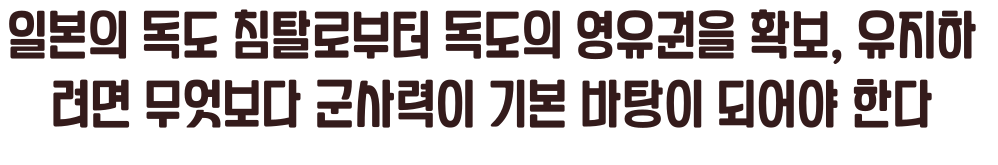 일본의 독도 침탈로부터 독도의 영유권을 확보, 유지하
려면 무엇보다 군사력이 기본 바탕이 되어야 한다